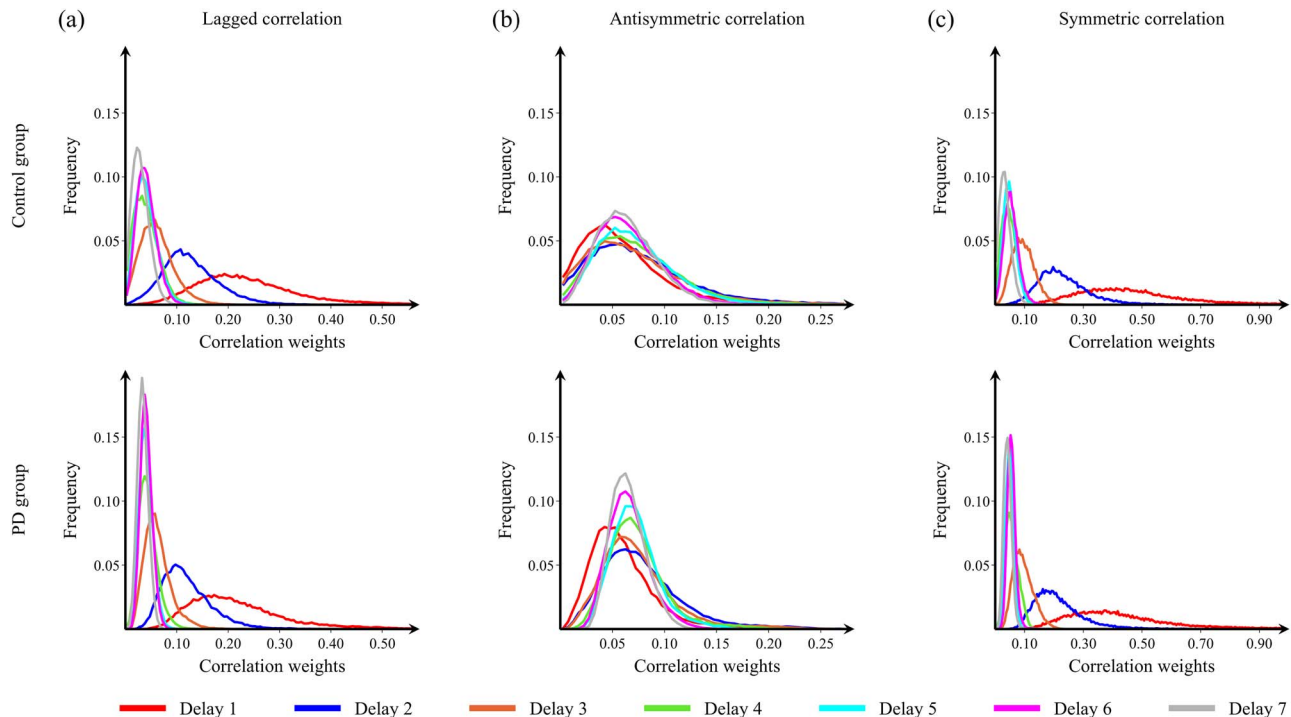 (a) Lagged correlation (b) Antisymmetric correlation (c) Symmetric correlation
Control group
Frequency
0.15
0.10
0.05
0.10 0.20 0.30 0.40 0.50
Correlation weights
Frequency
0.15
0.10
0.05
0.05 0.10 0.15 0.20 0.25
Correlation weights
Frequency
0.15
0.10
0.05
0.10 0.30 0.50 0.70 0.90
Correlation weights
PD group
Frequency
0.15
0.10
0.05
0.10 0.20 0.30 0.40 0.50
Correlation weights
Frequency
0.15
0.10
0.05
0.05 0.10 0.15 0.20 0.25
Correlation weights
Frequency
0.15
0.10
0.05
0.10 0.30 0.50 0.70 0.90
Correlation weights
Delay 1 Delay 2 Delay 3 Delay 4 Delay 5 Delay 6 Delay 7